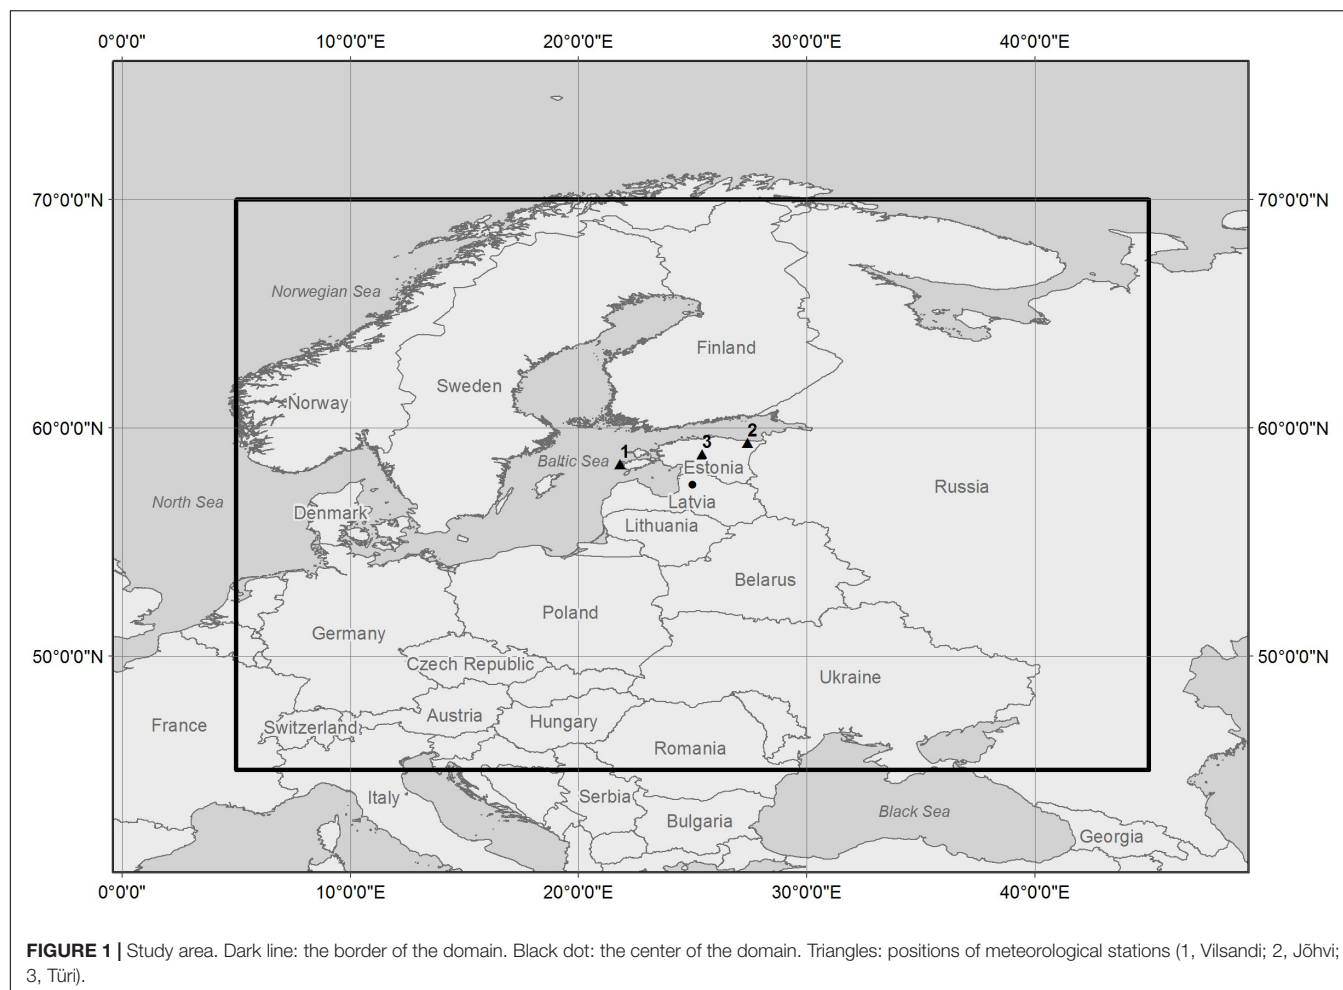 0°0'0" 10°0'0"E 20°0'0"E 30°0'0"E 40°0'0"E
70°0'0"N 70°0'0"N
Norwegian Sea
Finland
Sweden
Norway
60°0'0"N 60°0'0"N
2
3
1
Baltic Sea
Estonia
Russia
North Sea
Latvia
Denmark
Lithuania
Belarus
Poland
Germany
50°0'0"N 50°0'0"N
Czech Republic
Ukraine
Austria
Hungary
France
Switzerland
Romania
Italy
Serbia
Black Sea
Bulgaria
Georgia
0°0'0" 10°0'0"E 20°0'0"E 30°0'0"E 40°0'0"E
FIGURE 1 | Study area. Dark line: the border of the domain. Black dot: the center of the domain. Triangles: positions of meteorological stations (1, Vilsandi; 2, Jõhvi;
3, Türi).